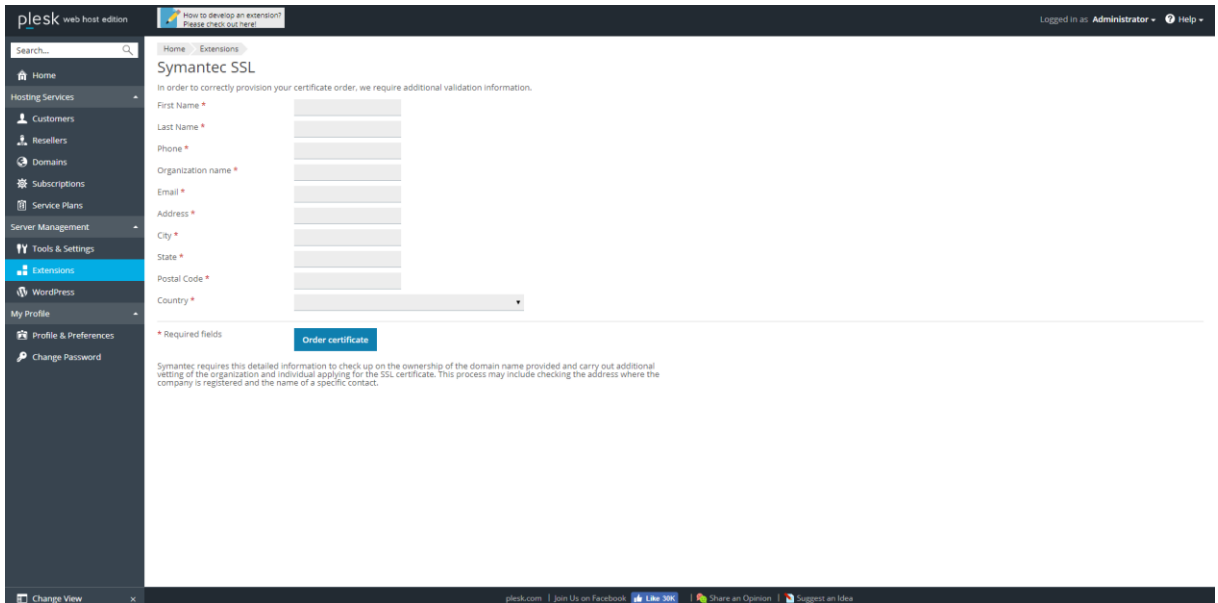 plesk web host edition
How to develop an extension?
Please check out here!
Logged in as Administrator
Help
Search...
Home
Hosting Services
Customers
Resellers
Domains
Subscriptions
Service Plans
Server Management
Tools & Settings
Extensions
WordPress
My Profile
Profile & Preferences
Change Password
Change View
Home Extensions
Symantec SSL
In order to correctly provision your certificate order, we require additional validation information.
First Name *
Last Name *
Phone *
Organization name *
Email *
Address *
City *
State *
Postal Code *
Country *
* Required fields
Order certificate
Symantec requires this detailed information to check up on the ownership of the domain name provided and carry out additional
vetting of the organization and individual applying for the SSL certificate. This process may include checking the address where the
company is registered and the name of a specific contact.
plesk.com | Join Us on Facebook Like 30K | Share an Opinion | Suggest an Idea